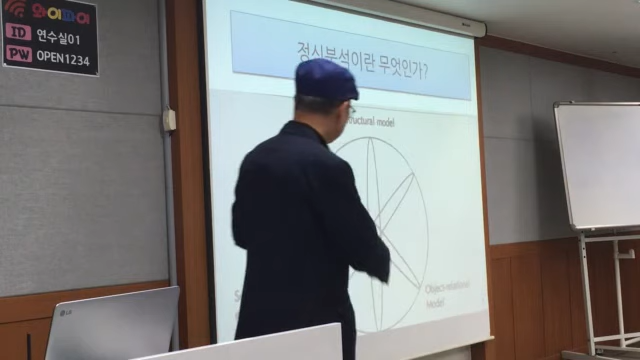 와이파이
ID 연수실01
PW OPEN1234
정신분석이란 무엇인가?
ructural model
Object-relational
Model
LG